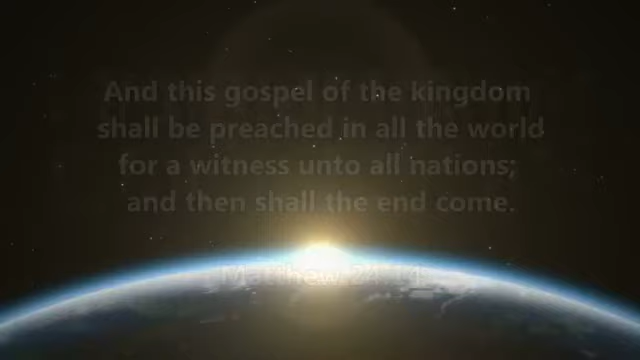 And this gospel of the kingdom
shall be preached in all the world
for a witness unto all nations;
and then shall the end come.
Matthew 24:14